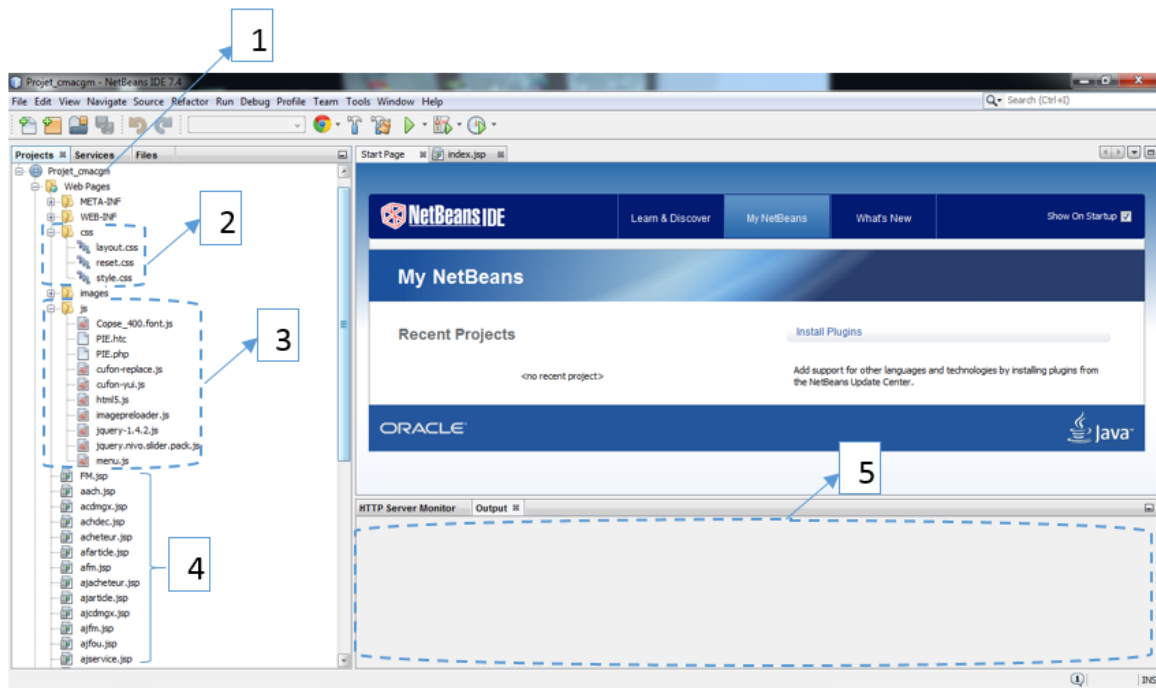 1
Projet_cmacgm - NetBeans IDE 7.4
File Edit View Navigate Source Refactor Run Debug Profile Team Tools Window Help
Search (Ctrl+I)
Projects Services Files
Start Page index.jsp
Projet_cmacgm
Web Pages
META-INF
WEB-INF
css
layout.css
reset.css
style.css
images
js
Copse_400.font.js
PIE.htc
PIE.php
cufon-replace.js
cufon-yui.js
html5.js
imagepreloader.js
jquery-1.4.2.js
jquery.nivo.slider.pack.js
menu.js
FM.jsp
aach.jsp
acdmgx.jsp
achdec.jsp
acheteur.jsp
afartide.jsp
afm.jsp
ajacheteur.jsp
ajartide.jsp
ajcdmgx.jsp
ajfm.jsp
ajfou.jsp
ajservice.jsp
2
3
4
NetBeans IDE
Learn & Discover
My NetBeans
What's New
Show On Startup
My NetBeans
Recent Projects
<no recent project>
Install Plugins
Add support for other languages and technologies by installing plugins from
the NetBeans Update Center.
ORACLE
Java
5
HTTP Server Monitor Output
1 INS